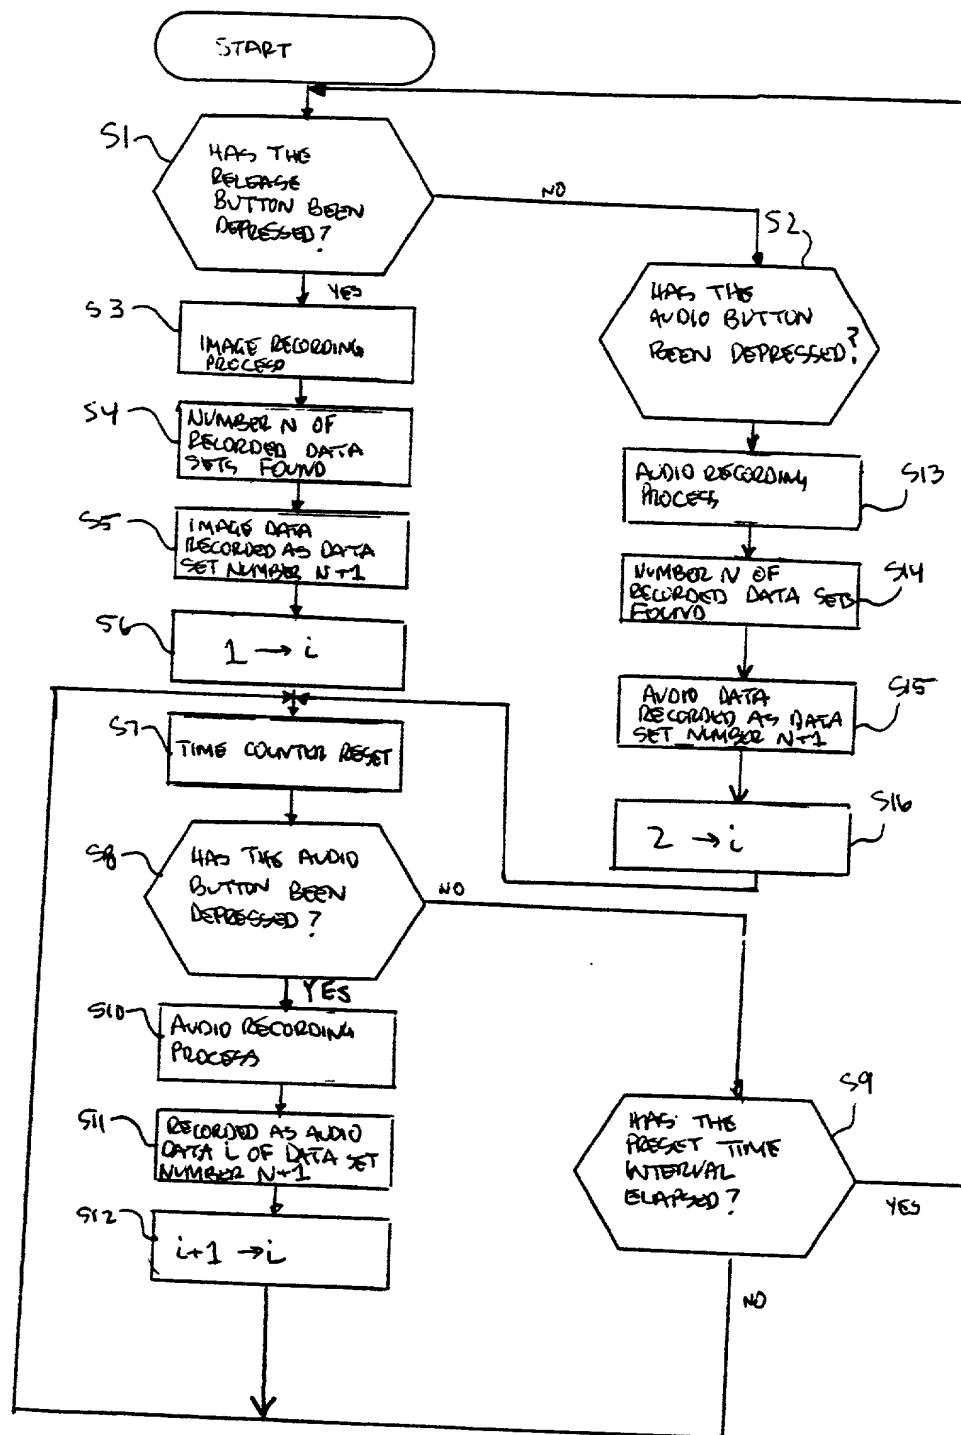 START
S1
HAS THE
RELEASE
BUTTON BEEN
DEPRESSED?
NO
YES
S2
HAS THE
AUDIO BUTTON
BEEN DEPRESSED?
S3
IMAGE RECORDING
PROCESS
S4
NUMBER N OF
RECORDED DATA
SETS FOUND
S13
AUDIO RECORDING
PROCESS
S5
IMAGE DATA
RECORDED AS DATA
SET NUMBER N+1
S14
NUMBER N OF
RECORDED DATA SETS
FOUND
S6
1 → i
S15
AUDIO DATA
RECORDED AS DATA
SET NUMBER N+1
S7
TIME COUNTER RESET
S16
2 → i
S8
HAS THE AUDIO
BUTTON BEEN
DEPRESSED?
NO
YES
S10
AUDIO RECORDING
PROCESS
S11
RECORDED AS AUDIO
DATA i OF DATA SET
NUMBER N+1
S9
HAS THE
PRESET TIME
INTERVAL
ELAPSED?
YES
NO
S12
i+1 → i